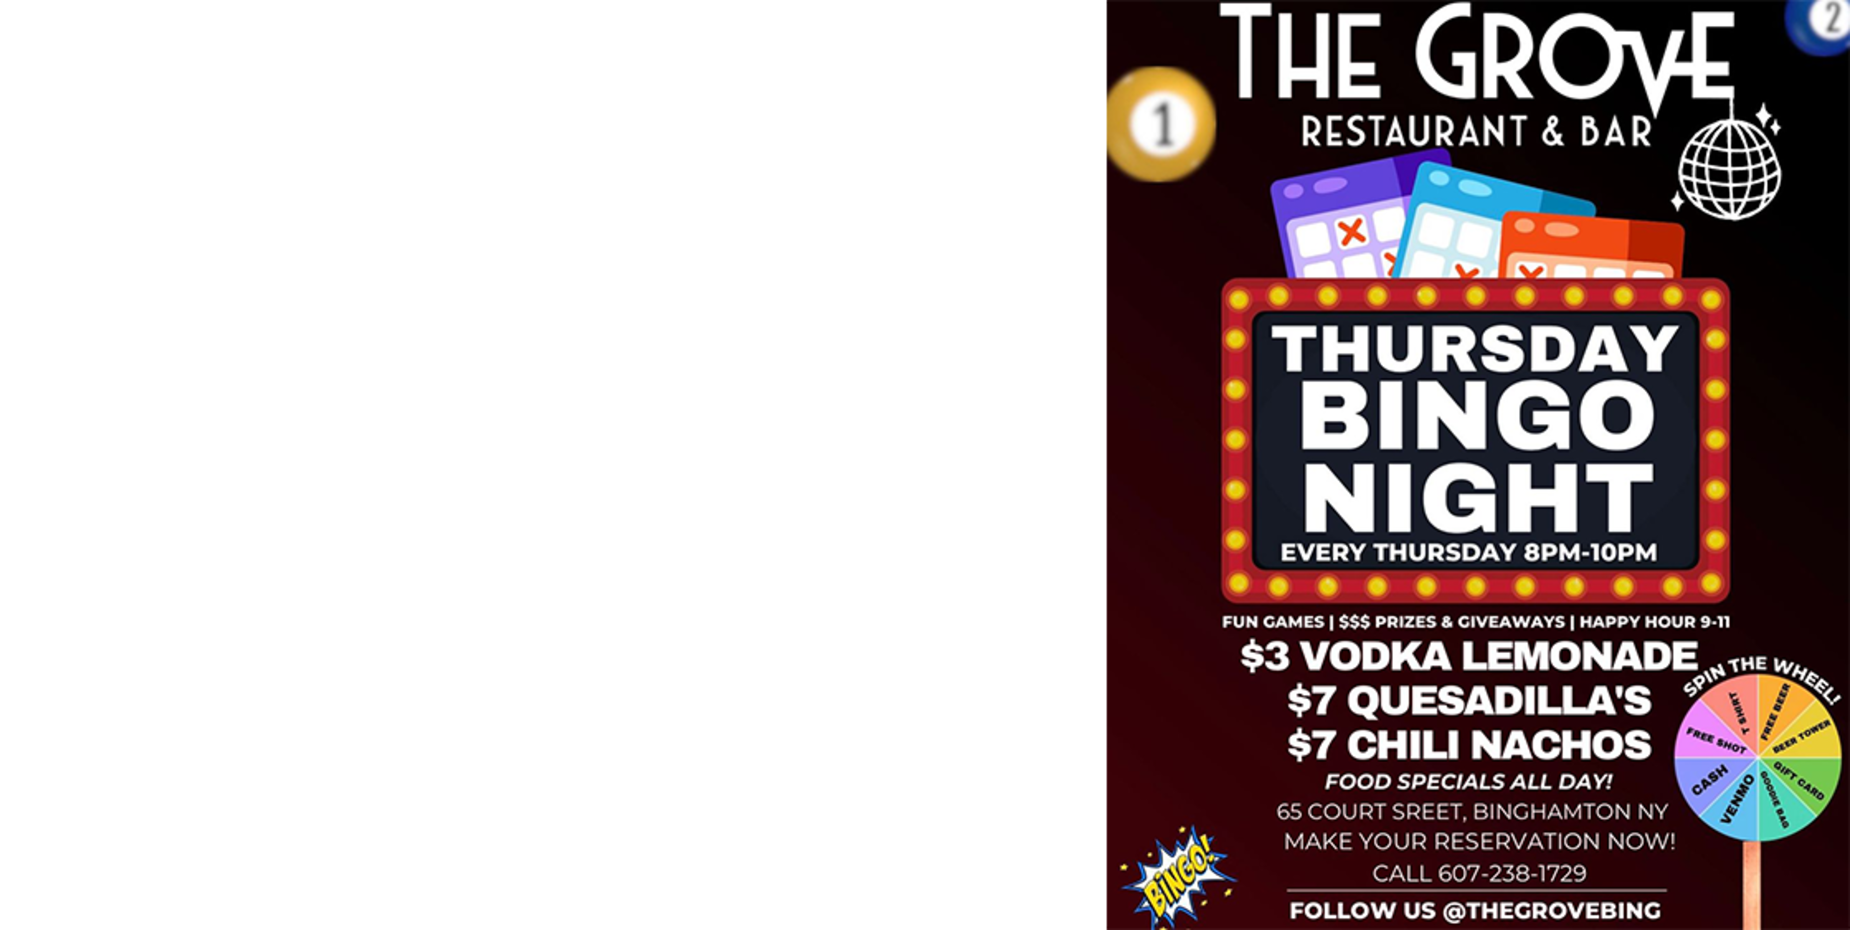 THE GROVE
RESTAURANT & BAR
2
1
THURSDAY
BINGO
NIGHT
EVERY THURSDAY 8PM-10PM
FUN GAMES | $$$ PRIZES & GIVEAWAYS | HAPPY HOUR 9-11
$3 VODKA LEMONADE
$7 QUESADILLA'S
$7 CHILI NACHOS
FOOD SPECIALS ALL DAY!
65 COURT SREET, BINGHAMTON NY
MAKE YOUR RESERVATION NOW!
CALL 607-238-1729
FOLLOW US @THEGROVEBING
SPIN THE WHEEL!
T SHIRT
FREE BEER
BEER TOWER
GIFT CARD
GOODIE BAG
VENMO
CASH
FREE SHOT
BINGO!